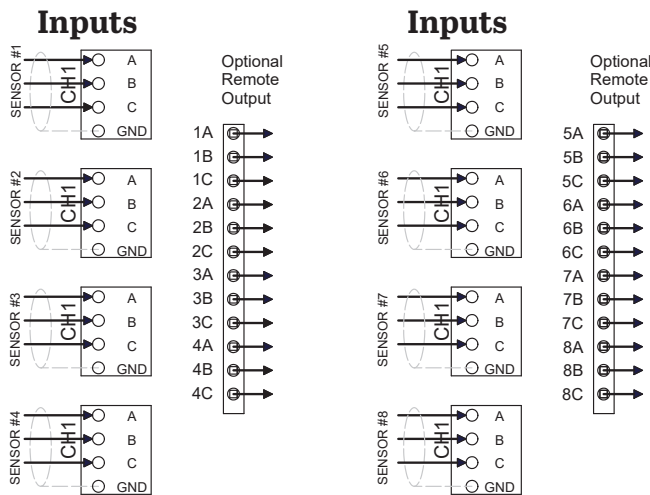 Inputs
SENSOR #1
CH1
A
B
C
GND
SENSOR #2
CH1
A
B
C
GND
SENSOR #3
CH1
A
B
C
GND
SENSOR #4
CH1
A
B
C
GND
Optional
Remote
Output
1A
1B
1C
2A
2B
2C
3A
3B
3C
4A
4B
4C
Inputs
SENSOR #5
CH1
A
B
C
GND
SENSOR #6
CH1
A
B
C
GND
SENSOR #7
CH1
A
B
C
GND
SENSOR #8
CH1
A
B
C
GND
Optional
Remote
Output
5A
5B
5C
6A
6B
6C
7A
7B
7C
8A
8B
8C